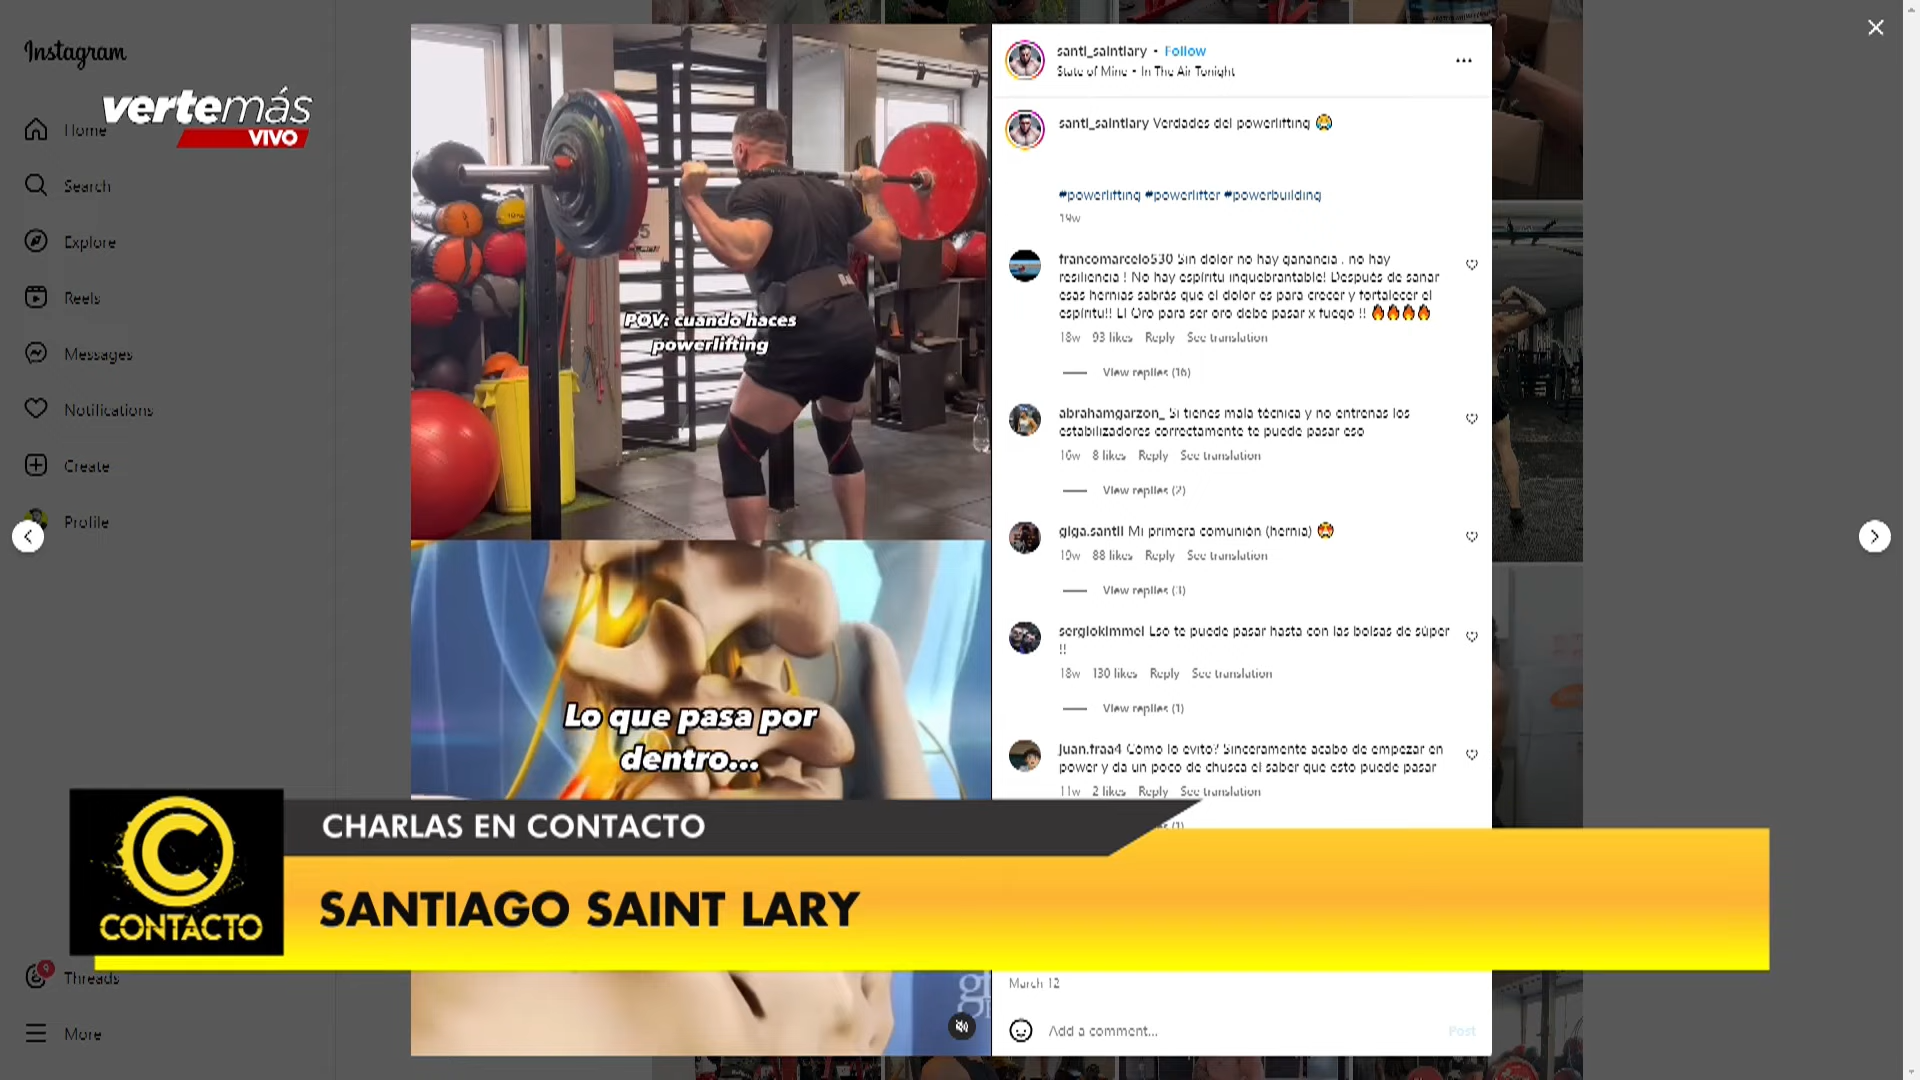 Instagram
vertemás
VIVO
Home
Search
Explore
Reels
Messages
Notifications
Create
Profile
9
Threads
More
POV: cuando haces
powerlifting
Lo que pasa por
dentro...
santi_saintlary • Follow
State of Mine • In The Air Tonight
santi_saintlary Verdades del powerlifting 😭
#powerlifting #powerlifter #powerbuilding
19w
francomarcelo530 Sin dolor no hay ganancia , no hay
resiliencia ! No hay espíritu inquebrantable! Después de sanar
esas hernias sabrás que el dolor es para crecer y fortalecer el
espíritu!! El Oro para ser oro debe pasar x fuego !! 🔥🔥🔥🔥
18w 93 likes Reply See translation
View replies (16)
abrahamgarzon_ Si tienes mala técnica y no entrenas los
estabilizadores correctamente te puede pasar eso
16w 8 likes Reply See translation
View replies (2)
giga.santii Mi primera comunión (hernia) 😍
19w 88 likes Reply See translation
View replies (3)
sergiokimmel Eso te puede pasar hasta con las bolsas de súper
!!
18w 130 likes Reply See translation
View replies (1)
juan.fraa4 Cómo lo evito? Sinceramente acabo de empezar en
power y da un poco de chusca el saber que esto puede pasar
11w 2 likes Reply See translation
March 12
Add a comment...
Post
CHARLAS EN CONTACTO
SANTIAGO SAINT LARY
C
CONTACTO